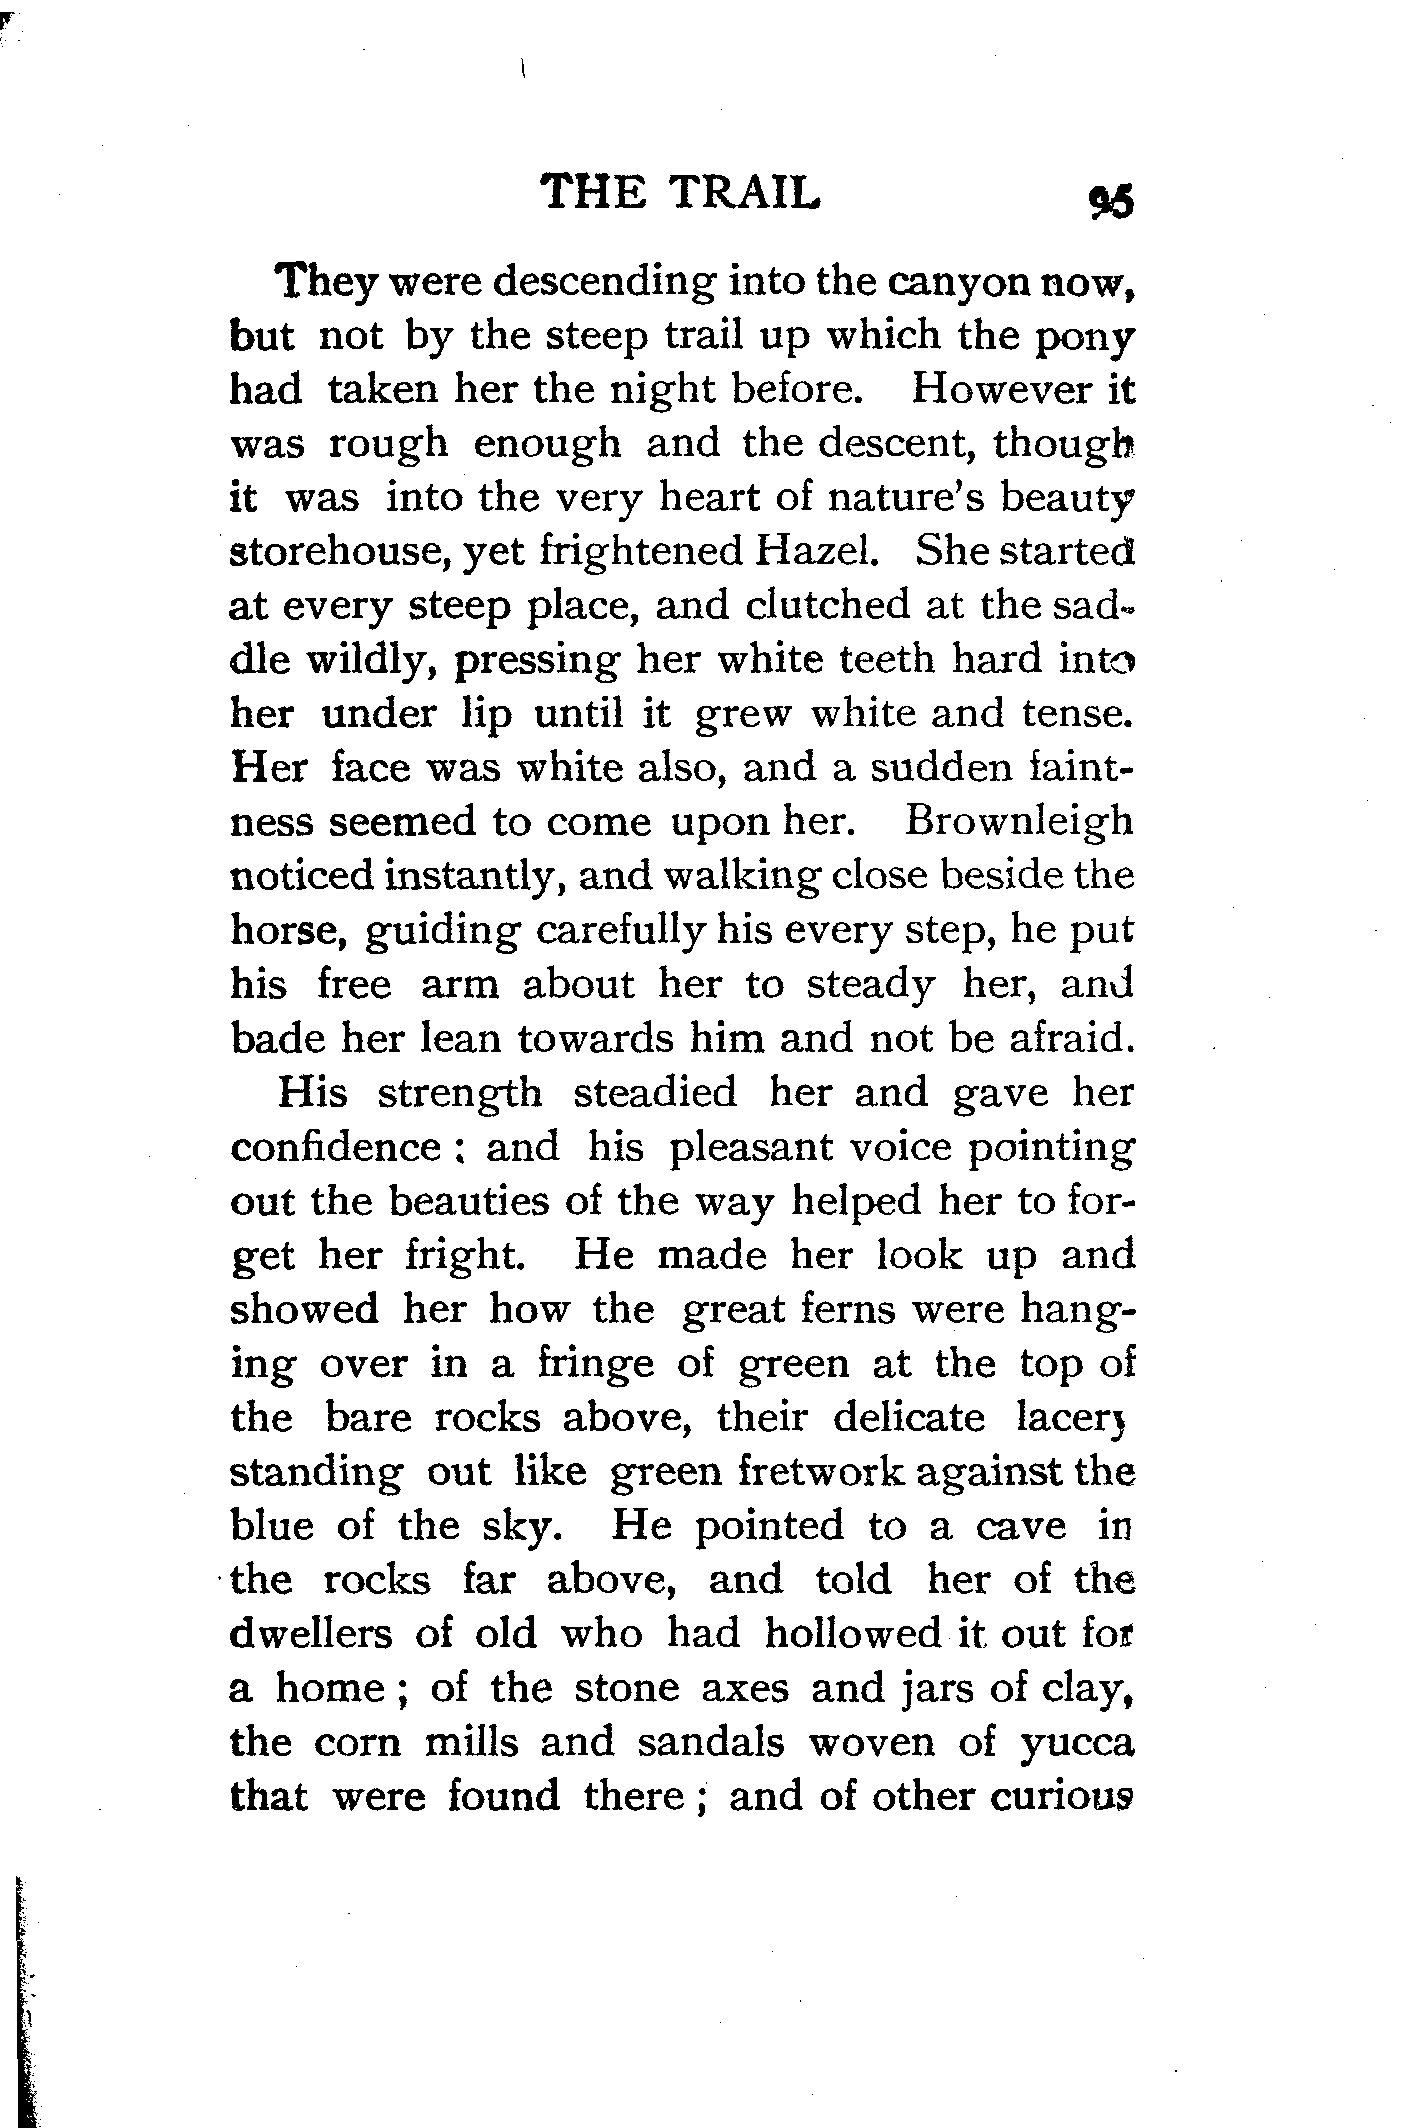 THE TRAIL 95
They were descending into the canyon now,
but not by the steep trail up which the pony
had taken her the night before. However it
was rough enough and the descent, though
it was into the very heart of nature's beauty
storehouse, yet frightened Hazel. She started
at every steep place, and clutched at the sad-
dle wildly, pressing her white teeth hard into
her under lip until it grew white and tense.
Her face was white also, and a sudden faint-
ness seemed to come upon her. Brownleigh
noticed instantly, and walking close beside the
horse, guiding carefully his every step, he put
his free arm about her to steady her, and
bade her lean towards him and not be afraid.
His strength steadied her and gave her
confidence ; and his pleasant voice pointing
out the beauties of the way helped her to for-
get her fright. He made her look up and
showed her how the great ferns were hang-
ing over in a fringe of green at the top of
the bare rocks above, their delicate lacery
standing out like green fretwork against the
blue of the sky. He pointed to a cave in
the rocks far above, and told her of the
dwellers of old who had hollowed it out for
a home ; of the stone axes and jars of clay,
the corn mills and sandals woven of yucca
that were found there ; and of other curious